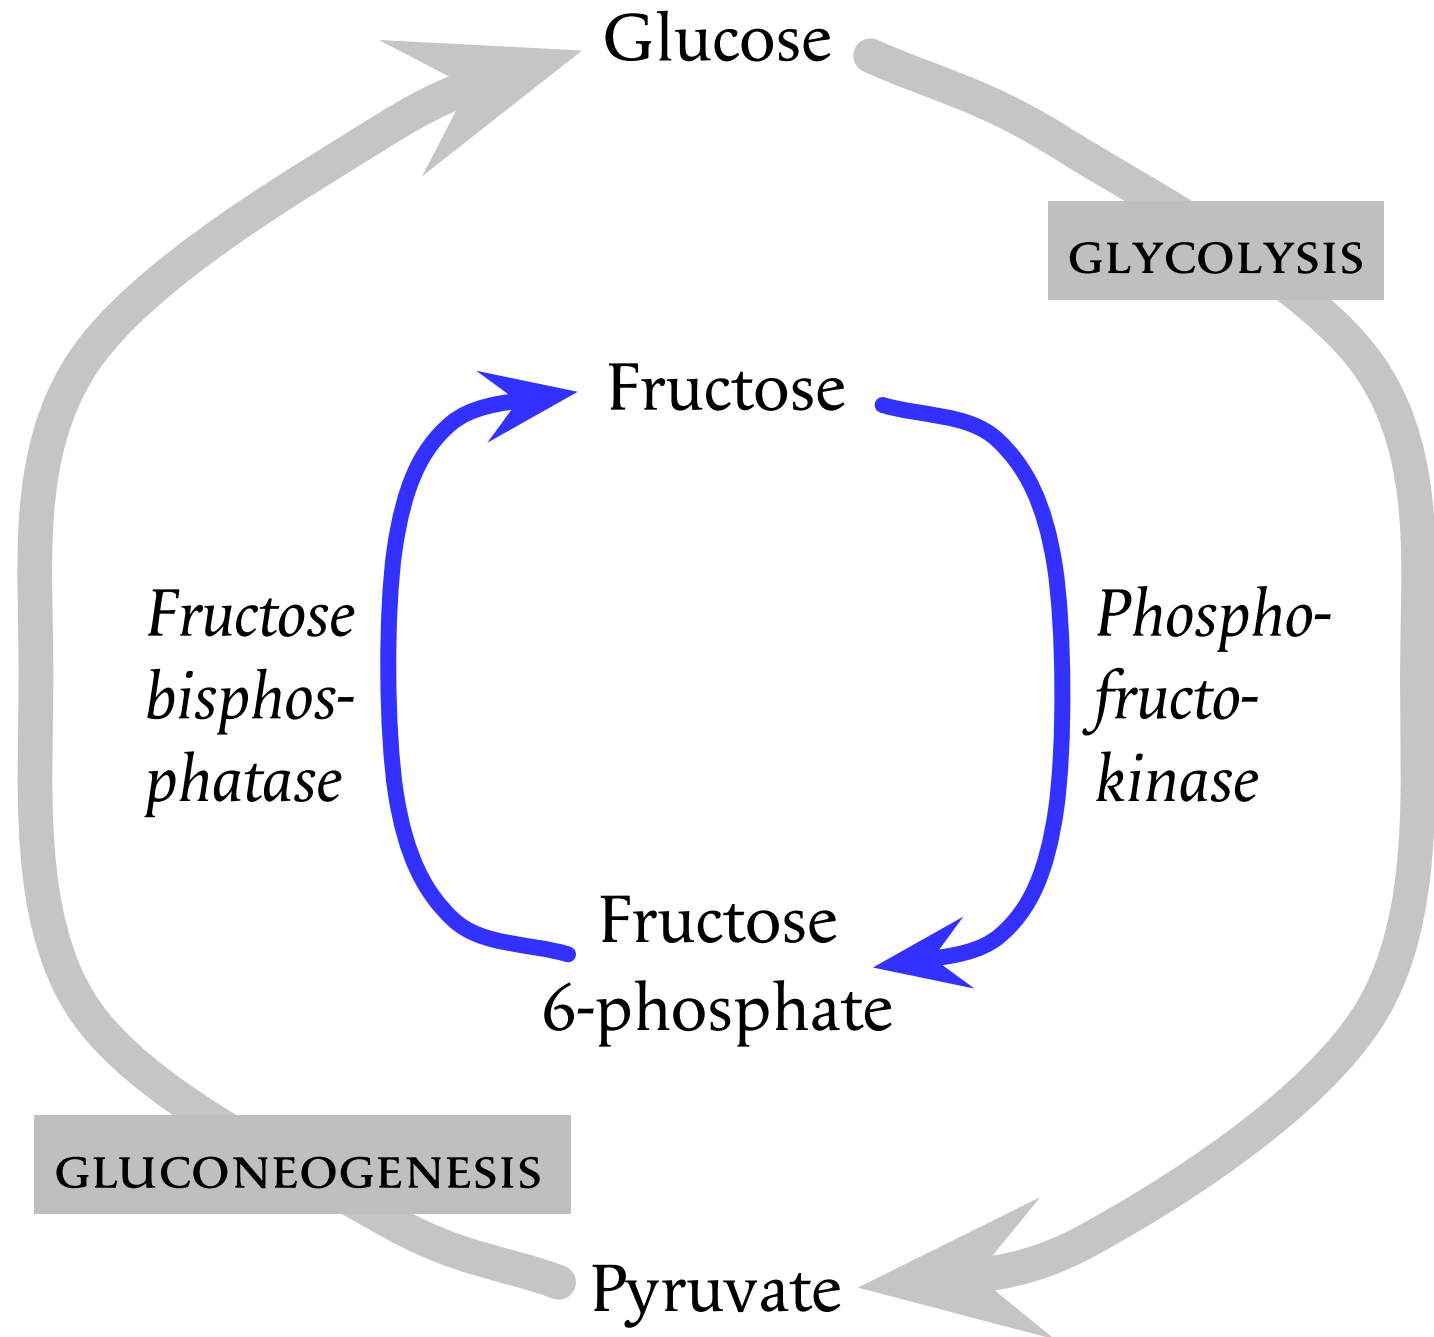 Glucose
GLYCOLYSIS
Fructose
Fructose
bisphos-
phatase
Phospho-
fructo-
kinase
Fructose
6-phosphate
GLUCONEOGENESIS
Pyruvate